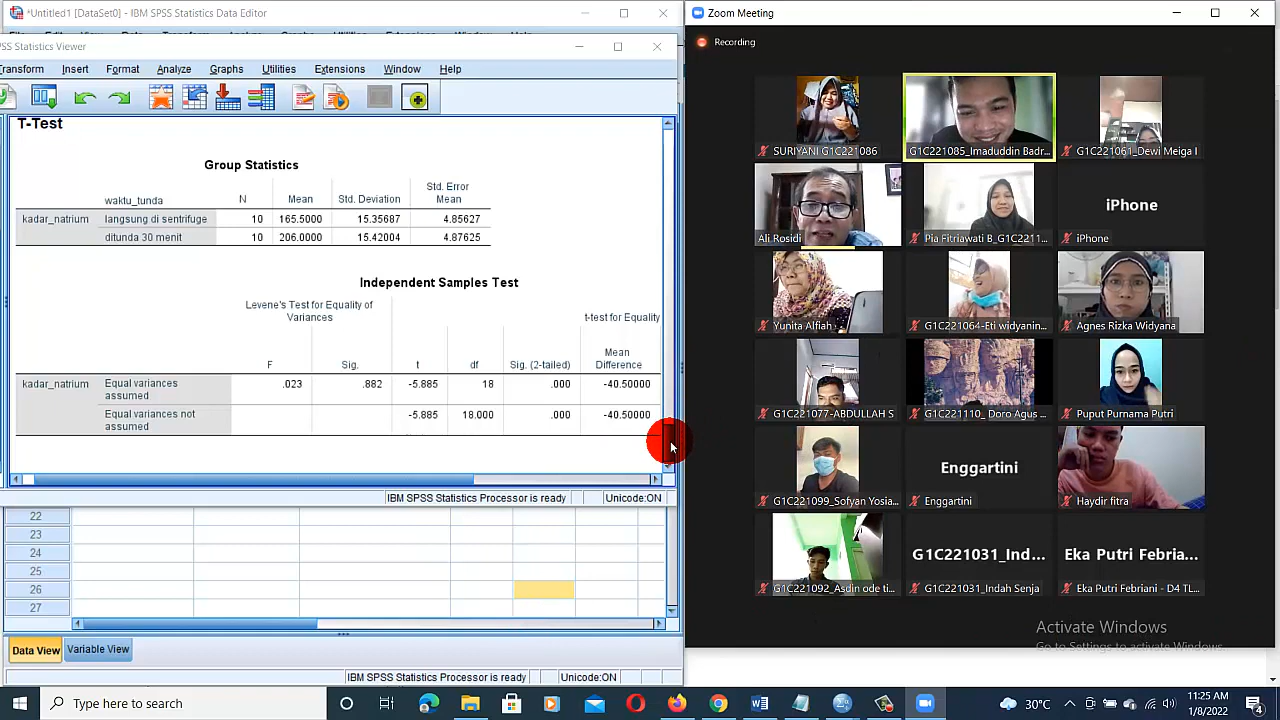 *Untitled1 [DataSet0] - IBM SPSS Statistics Data Editor
SPSS Statistics Viewer
Transform Insert Format Analyze Graphs Utilities Extensions Window Help
T-Test
Group Statistics
waktu_tunda N Mean Std. Deviation Std. Error Mean
kadar_natrium langsung di sentrifuge 10 165.5000 15.35687 4.85627
ditunda 30 menit 10 206.0000 15.42004 4.87625
Independent Samples Test
Levene's Test for Equality of Variances
t-test for Equality
F Sig. t df Sig. (2-tailed) Mean Difference
kadar_natrium Equal variances assumed .023 .882 -5.885 18 .000 -40.50000
Equal variances not assumed -5.885 18.000 .000 -40.50000
IBM SPSS Statistics Processor is ready Unicode:ON
22
23
24
25
26
27
Data View Variable View
IBM SPSS Statistics Processor is ready Unicode:ON
Zoom Meeting
Recording
SURIYANI G1C221086
G1C221085_Imaduddin Badr...
G1C221061_Dewi Meiga I
Ali Rosidi
Pia Fitriawati B_G1C2211...
iPhone
iPhone
Yunita Alfiah
G1C221064-Eti widyanin...
Agnes Rizka Widyana
G1C221077-ABDULLAH S
G1C221110_ Doro Agus ...
Puput Purnama Putri
G1C221099_Sofyan Yosia...
Enggartini
Enggartini
Haydir fitra
G1C221092_Asdin ode ti...
G1C221031_Ind...
G1C221031_Indah Senja
Eka Putri Febria...
Eka Putri Febriani - D4 TL...
Activate Windows
Go to Settings to activate Windows.
Type here to search
30°C
11:25 AM
1/8/2022
4